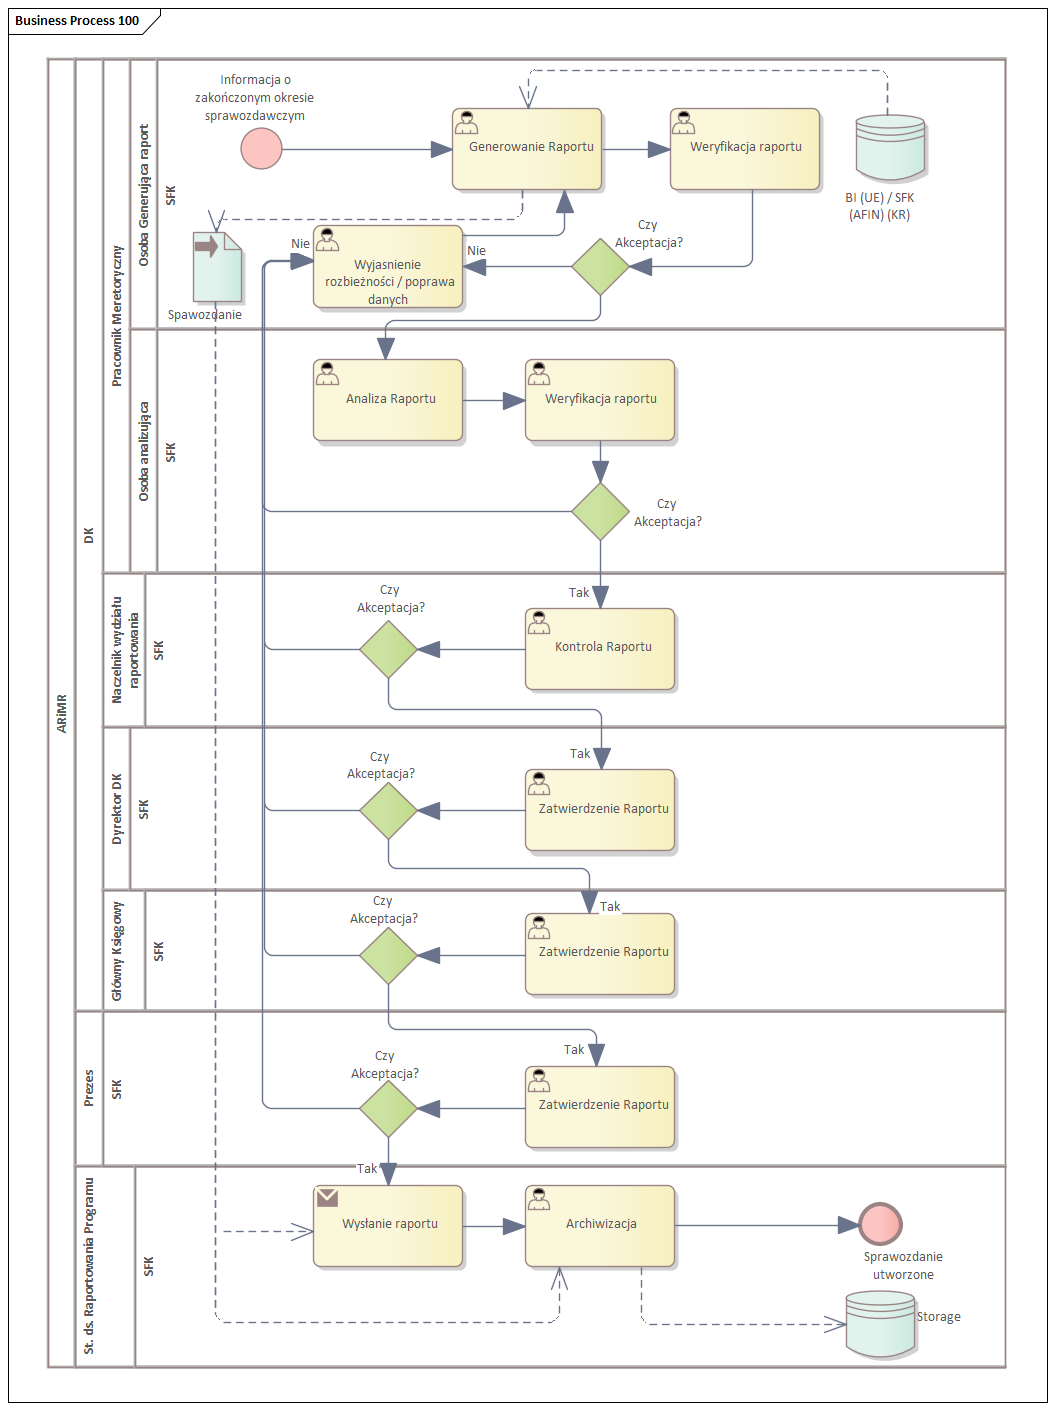 Business Process 100
ARiMR
DK
Pracownik Meretoryczny
Osoba Generująca raport
SFK
Informacja o
zakończonym okresie
sprawozdawczym
Generowanie Raportu
Weryfikacja raportu
BI (UE) / SFK
(AFIN) (KR)
Czy
Akceptacja?
Nie
Nie
Wyjasnienie
rozbieżności / poprawa
danych
Spawozdanie
Osoba analizująca
SFK
Analiza Raportu
Weryfikacja raportu
Czy
Akceptacja?
Naczelnik wydziału
raportowania
SFK
Tak
Czy
Akceptacja?
Kontrola Raportu
Dyrektor DK
SFK
Tak
Czy
Akceptacja?
Zatwierdzenie Raportu
Główny Księgowy
SFK
Tak
Czy
Akceptacja?
Zatwierdzenie Raportu
Prezes
SFK
Tak
Czy
Akceptacja?
Zatwierdzenie Raportu
St. ds. Raportowania Programu
SFK
Tak
Wysłanie raportu
Archiwizacja
Sprawozdanie
utworzone
Storage